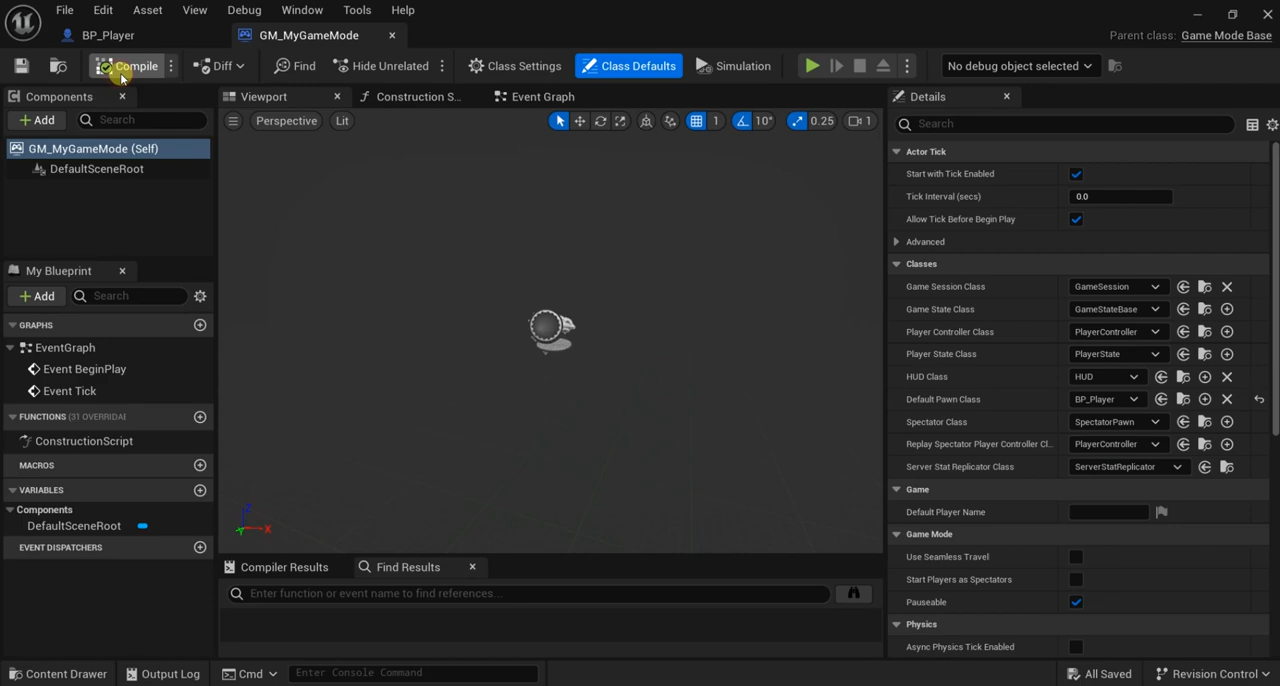 File Edit Asset View Debug Window Tools Help
BP_Player
GM_MyGameMode
Parent class: Game Mode Base
Compile
Diff
Find
Hide Unrelated
Class Settings
Class Defaults
Simulation
No debug object selected
Components
Add
Search
GM_MyGameMode (Self)
DefaultSceneRoot
My Blueprint
Add
Search
GRAPHS
EventGraph
Event BeginPlay
Event Tick
FUNCTIONS (31 OVERRIDAI
ConstructionScript
MACROS
VARIABLES
Components
DefaultSceneRoot
EVENT DISPATCHERS
Viewport
Construction S...
Event Graph
Perspective
Lit
1
10°
0.25
1
Z
X
Y
Compiler Results
Find Results
Enter function or event name to find references...
Details
Search
Actor Tick
Start with Tick Enabled
Tick Interval (secs) 0.0
Allow Tick Before Begin Play
Advanced
Classes
Game Session Class GameSession
Game State Class GameStateBase
Player Controller Class PlayerController
Player State Class PlayerState
HUD Class HUD
Default Pawn Class BP_Player
Spectator Class SpectatorPawn
Replay Spectator Player Controller Cl... PlayerController
Server Stat Replicator Class ServerStatReplicator
Game
Default Player Name
Game Mode
Use Seamless Travel
Start Players as Spectators
Pauseable
Physics
Async Physics Tick Enabled
Content Drawer
Output Log
Cmd
Enter Console Command
All Saved
Revision Control